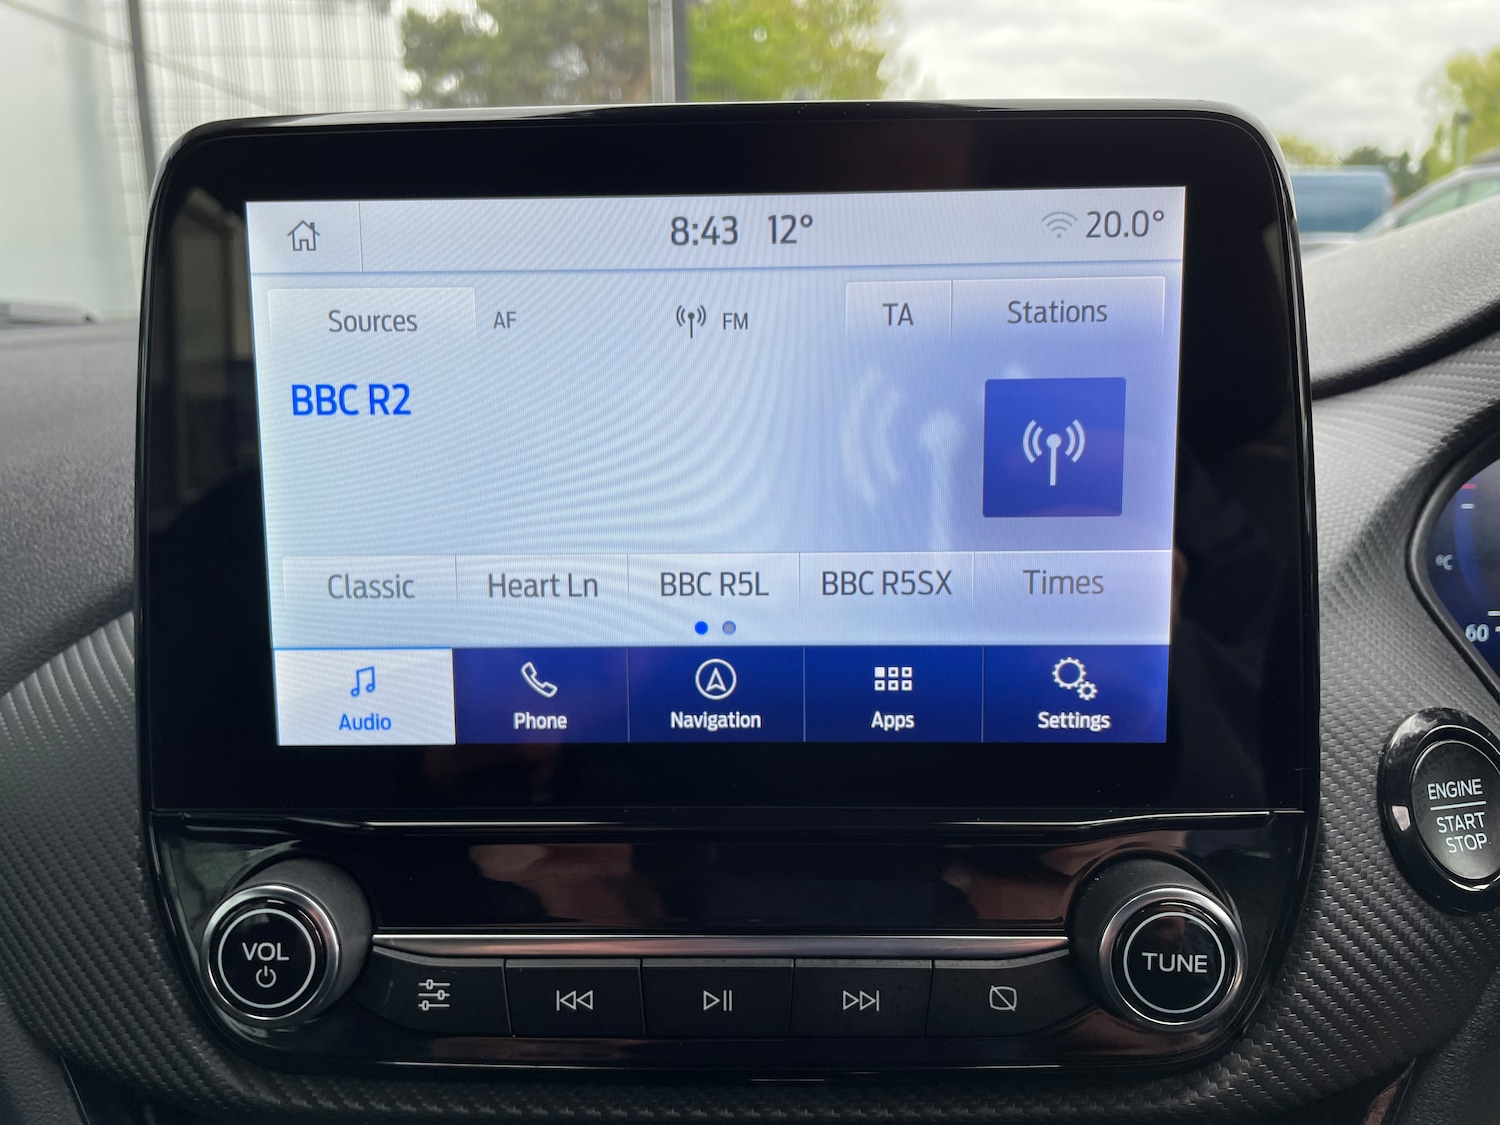 8:43 12° 20.0°
Sources AF FM TA Stations
BBC R2
Classic Heart Ln BBC R5L BBC R5SX Times
Audio Phone Navigation Apps Settings
°C
60
ENGINE
START
STOP
VOL
TUNE